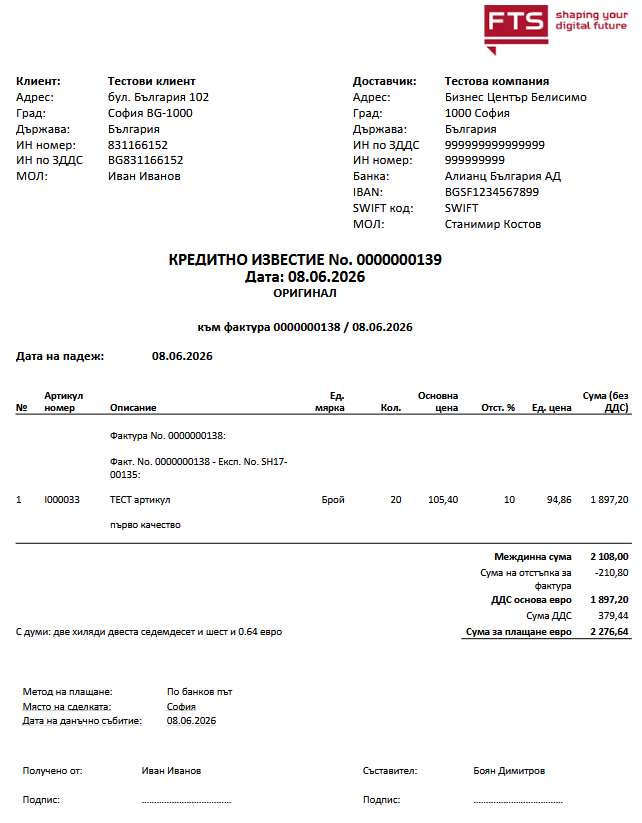 FTS shaping your
digital future
Клиент: Тестови клиент
Адрес: бул. България 102
Град: София BG-1000
Държава: България
ИН номер: 831166152
ИН по ЗДДС BG831166152
МОЛ: Иван Иванов
Доставчик: Тестова компания
Адрес: Бизнес Център Белисимо
Град: 1000 София
Държава: България
ИН по ЗДДС 999999999999999
ИН номер: 999999999
Банка: Алианц България АД
IBAN: BGSF1234567899
SWIFT код: SWIFT
МОЛ: Станимир Костов
КРЕДИТНО ИЗВЕСТИЕ No. 0000000139
Дата: 08.06.2026
ОРИГИНАЛ
към фактура 0000000138 / 08.06.2026
Дата на падеж: 08.06.2026
№ Артикул номер Описание Ед. мярка Кол. Основна цена Отст. % Ед. цена Сума (без ДДС)
Фактура No. 0000000138:
Факт. No. 0000000138 - Експ. No. SH17-
00135:
1 I000033 ТЕСТ артикул Брой 20 105,40 10 94,86 1 897,20
първо качество
Междинна сума 2 108,00
Сума на отстъпка за фактура -210,80
ДДС основа евро 1 897,20
Сума ДДС 379,44
С думи: две хиляди двеста седемдесет и шест и 0.64 евро Сума за плащане евро 2 276,64
Метод на плащане: По банков път
Място на сделката: София
Дата на данъчно събитие: 08.06.2026
Получено от: Иван Иванов Съставител: Боян Димитров
Подпис: ................................. Подпис: .................................